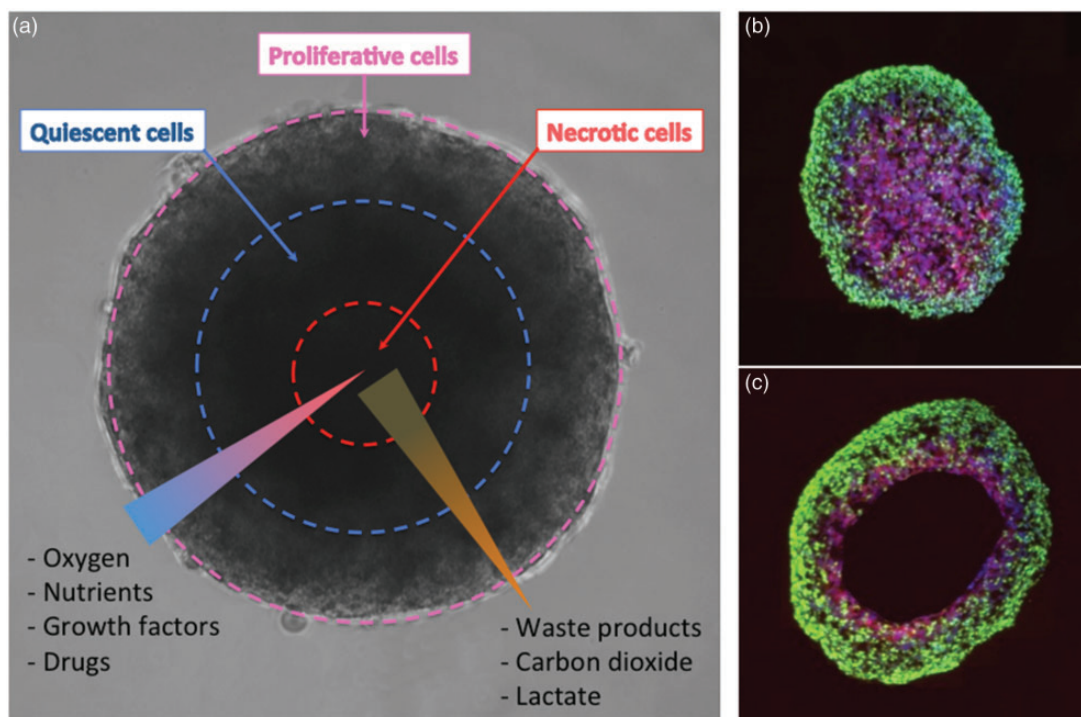 (a)
Proliferative cells
Quiescent cells
Necrotic cells
- Oxygen
- Nutrients
- Growth factors
- Drugs
- Waste products
- Carbon dioxide
- Lactate
(b)
(c)